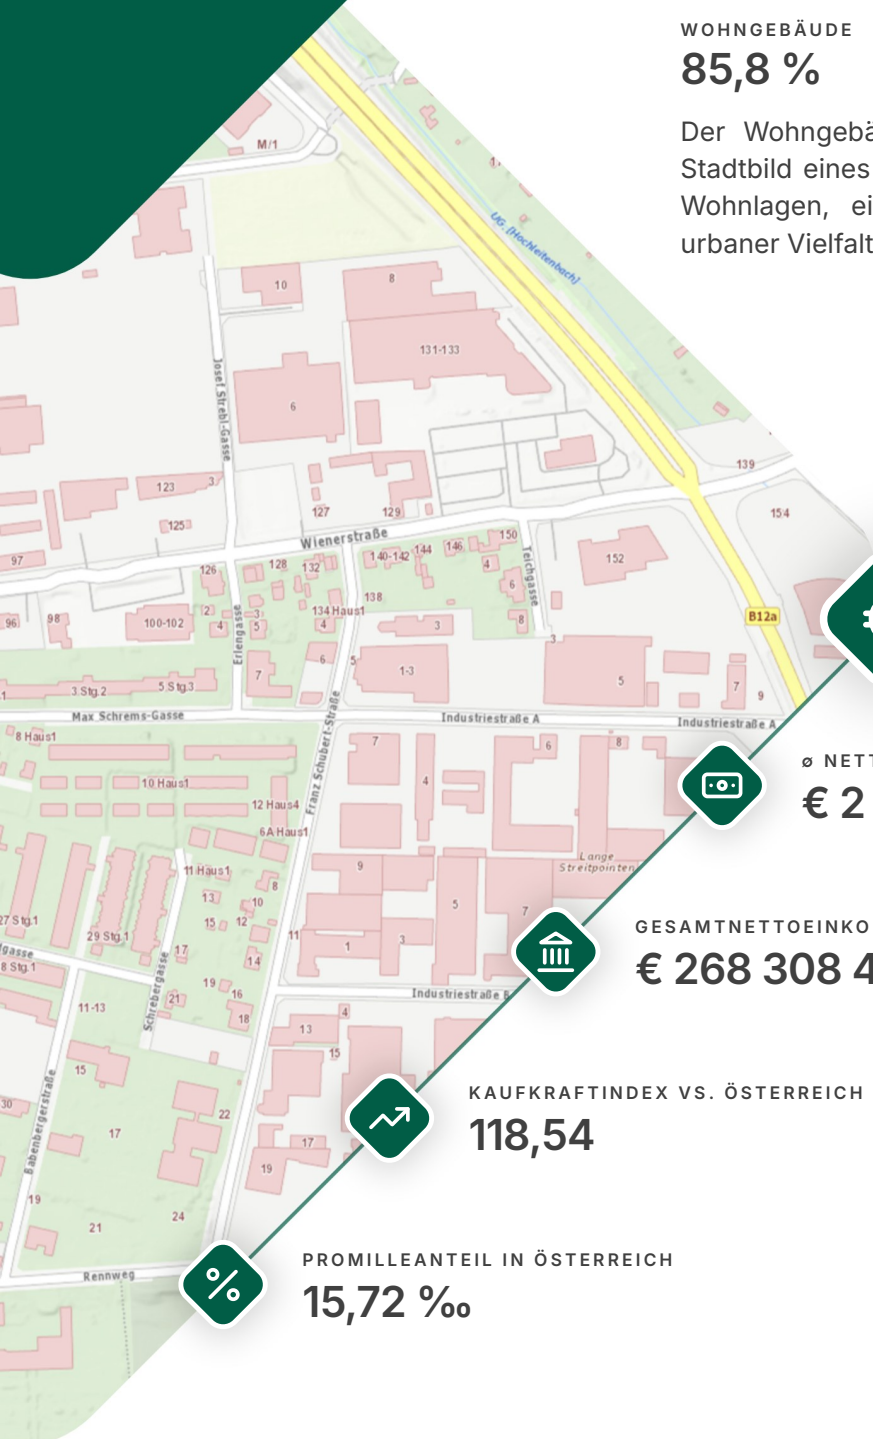 WOHNGEBÄUDE
85,8 %
Der Wohngebä
Stadtbild eines
Wohnlagen, ei
urbaner Vielfalt
M/1
UG. [Hochleitenbach]
10
8
131-133
Josef Strebl-Gasse
6
139
123
3
154
127
129
125
Wienerstraße
150
97
140-142
144
146
152
126
128
132
4
Teichgasse
6
138
2
134 Haus1
B12a
96
98
100-102
4
3
5
4
3
8
Erlengasse
3
6
5
1-3
7
5
7
9
1
3 Stg.2
5 Stg.3
Max Schrems-Gasse
Industriestraße A
Industriestraße A
8 Haus1
Franz Schubert-Straße
7
6
8
ø NETT
€ 2
4
10 Haus1
12 Haus4
6A Haus1
Lange
Streitpointen
11 Haus1
9
8
13
10
5
7
27 Stg.1
15
12
GESAMTNETTOEINKO
€ 268 308 4
29 Stg.1
11
1
3
lgasse
17
8 Stg.1
14
19
16
Industriestraße B
21
Schrebergasse
11-13
18
4
13
15
15
KAUFKRAFTINDEX VS. ÖSTERREICH
118,54
30
Babenbergerstraße
22
17
17
19
19
21
24
Rennweg
PROMILLEANTEIL IN ÖSTERREICH
15,72 ‰